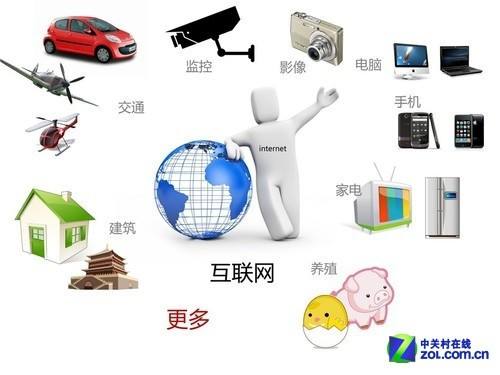 监控
影像
电脑
交通
手机
internet
家电
建筑
互联网
养殖
更多
中关村在线
ZOL.com.cn